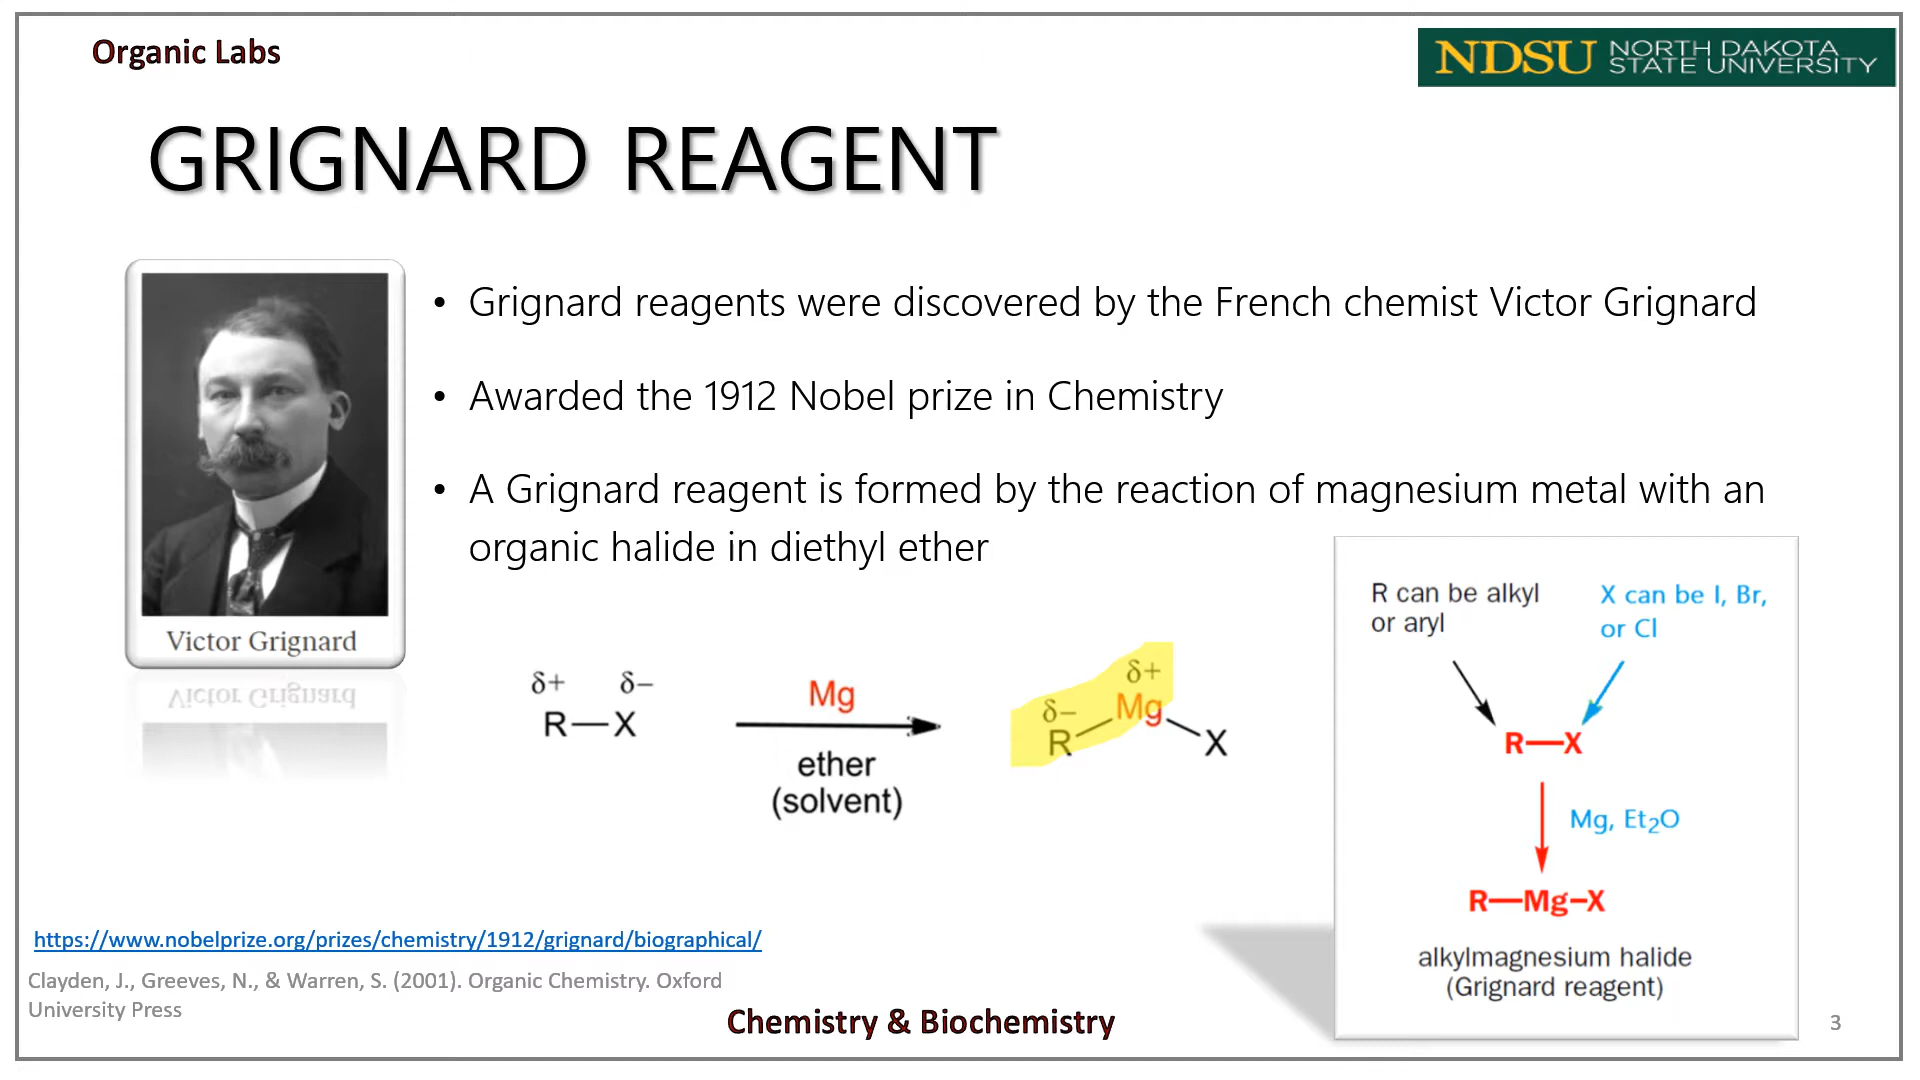 Organic Labs
NDSU NORTH DAKOTA
STATE UNIVERSITY
GRIGNARD REAGENT
• Grignard reagents were discovered by the French chemist Victor Grignard
• Awarded the 1912 Nobel prize in Chemistry
• A Grignard reagent is formed by the reaction of magnesium metal with an
organic halide in diethyl ether
Victor Grignard
δ+ δ−
R—X
Mg
ether
(solvent)
δ− δ+
R Mg X
R can be alkyl
or aryl
X can be I, Br,
or Cl
R—X
Mg, Et₂O
R—Mg–X
alkylmagnesium halide
(Grignard reagent)
https://www.nobelprize.org/prizes/chemistry/1912/grignard/biographical/
Clayden, J., Greeves, N., & Warren, S. (2001). Organic Chemistry. Oxford
University Press
Chemistry & Biochemistry
3